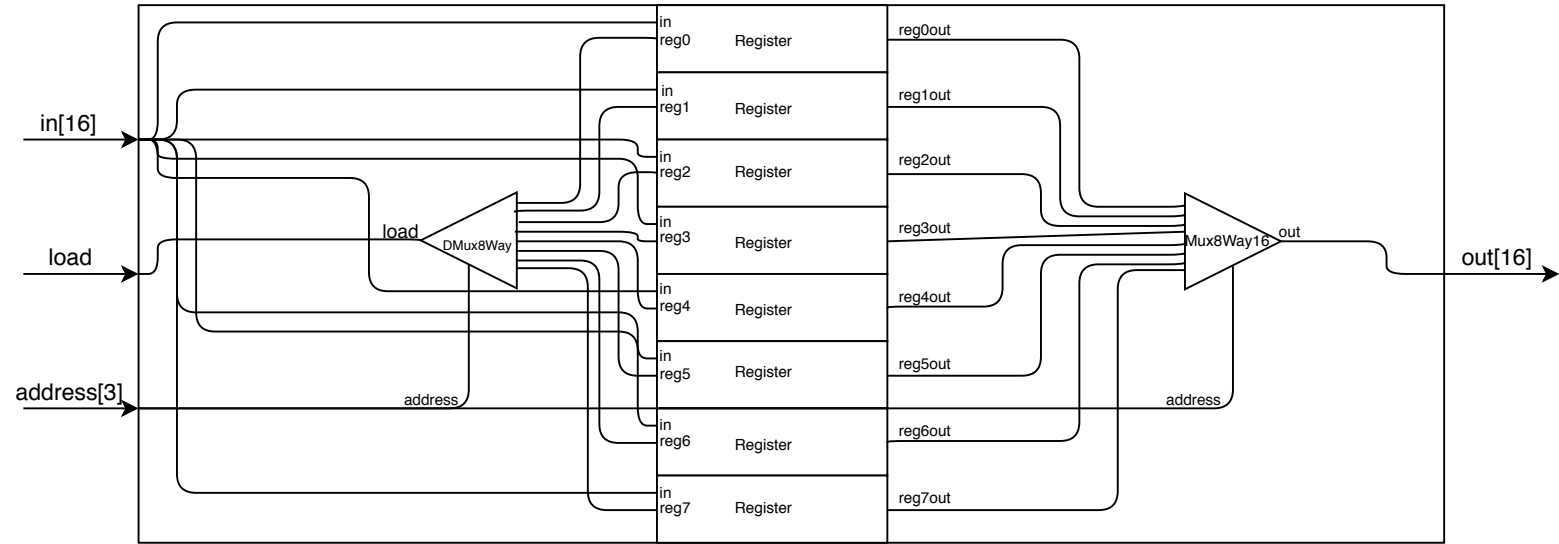 in[16]
load
address[3]
load
DMux8Way
address
in
reg0
Register
reg0out
in
reg1
Register
reg1out
in
reg2
Register
reg2out
in
reg3
Register
reg3out
in
reg4
Register
reg4out
in
reg5
Register
reg5out
in
reg6
Register
reg6out
in
reg7
Register
reg7out
Mux8Way16
out
address
out[16]